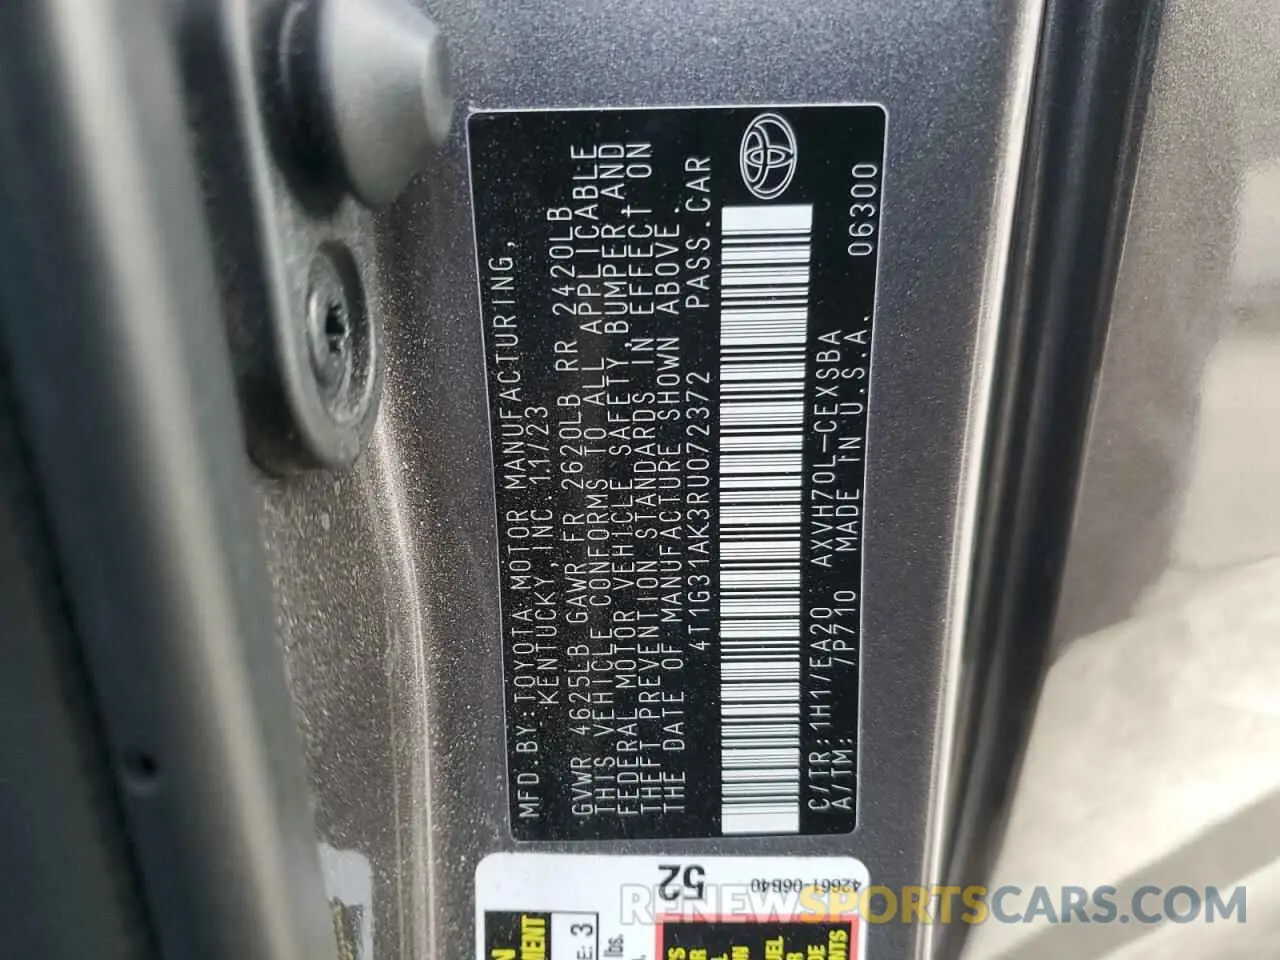 MFD.BY:TOYOTA MOTOR MANUFACTURING,
KENTUCKY,INC.11/23
GVWR 4625LB GAWR FR 2620LB RR 2420LB
THIS VEHICLE CONFORMS TO ALL APPLICABLE
FEDERAL MOTOR VEHICLE SAFETY,BUMPER,AND
THEFT PREVENTION STANDARDS IN EFFECT ON
THE DATE OF MANUFACTURE SHOWN ABOVE.
4T1G31AK3RU072372 PASS.CAR
C/TR:1H1/EA20 AXVH70L-CEXSBA 06300
A/TM: /P710 MADE IN U.S.A.
52
42661-06B40
E: 3
lbs.
RENEWSPORTSCARS.COM